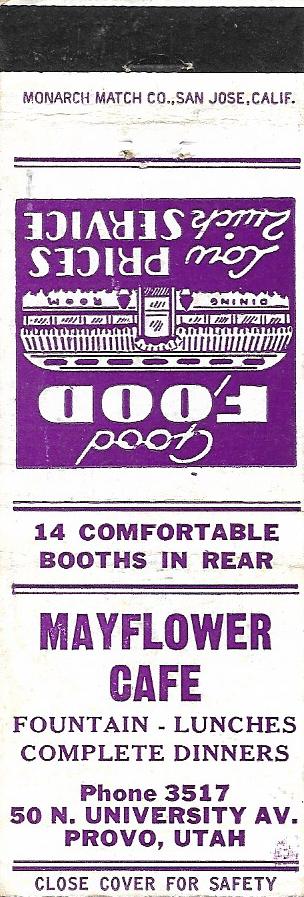 MONARCH MATCH CO., SAN JOSE, CALIF.
Good
FOOD
DINING ROOM
Low PRICES
Quick SERVICE
14 COMFORTABLE
BOOTHS IN REAR
MAYFLOWER
CAFE
FOUNTAIN - LUNCHES
COMPLETE DINNERS
Phone 3517
50 N. UNIVERSITY AV.
PROVO, UTAH
CLOSE COVER FOR SAFETY